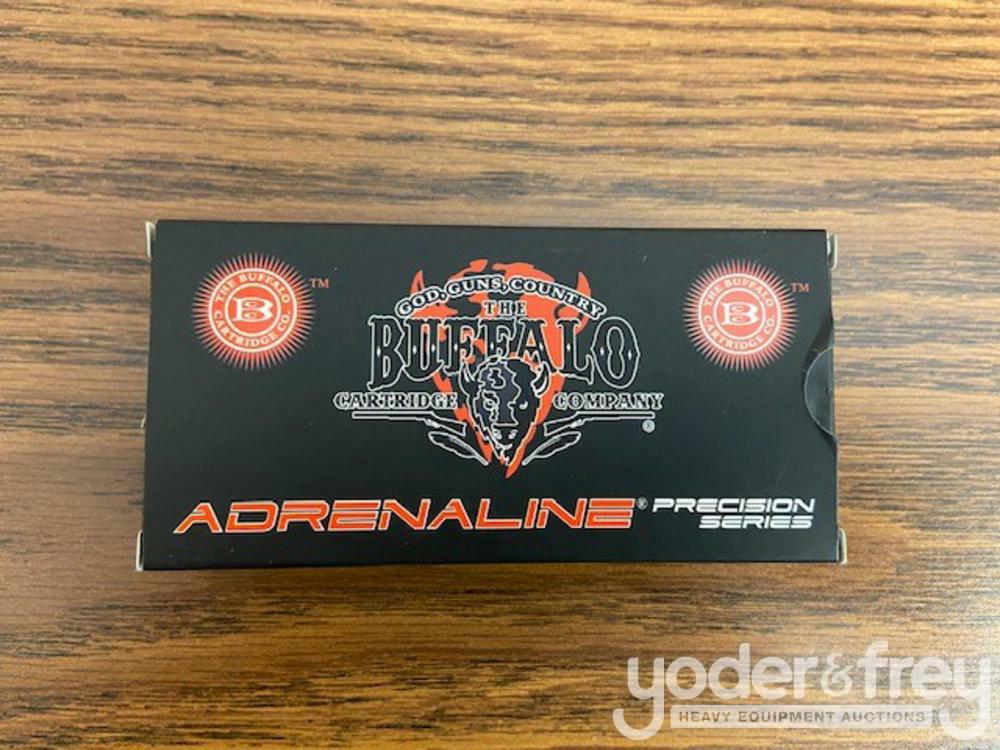 THE BUFFALO CARTRIDGE CO.
B
TM
GOD, GUNS, COUNTRY
THE
BUFFALO
CARTRIDGE COMPANY
®
THE BUFFALO CARTRIDGE CO.
B
TM
ADRENALINE® PRECISION SERIES
yoder&frey
HEAVY EQUIPMENT AUCTIONS